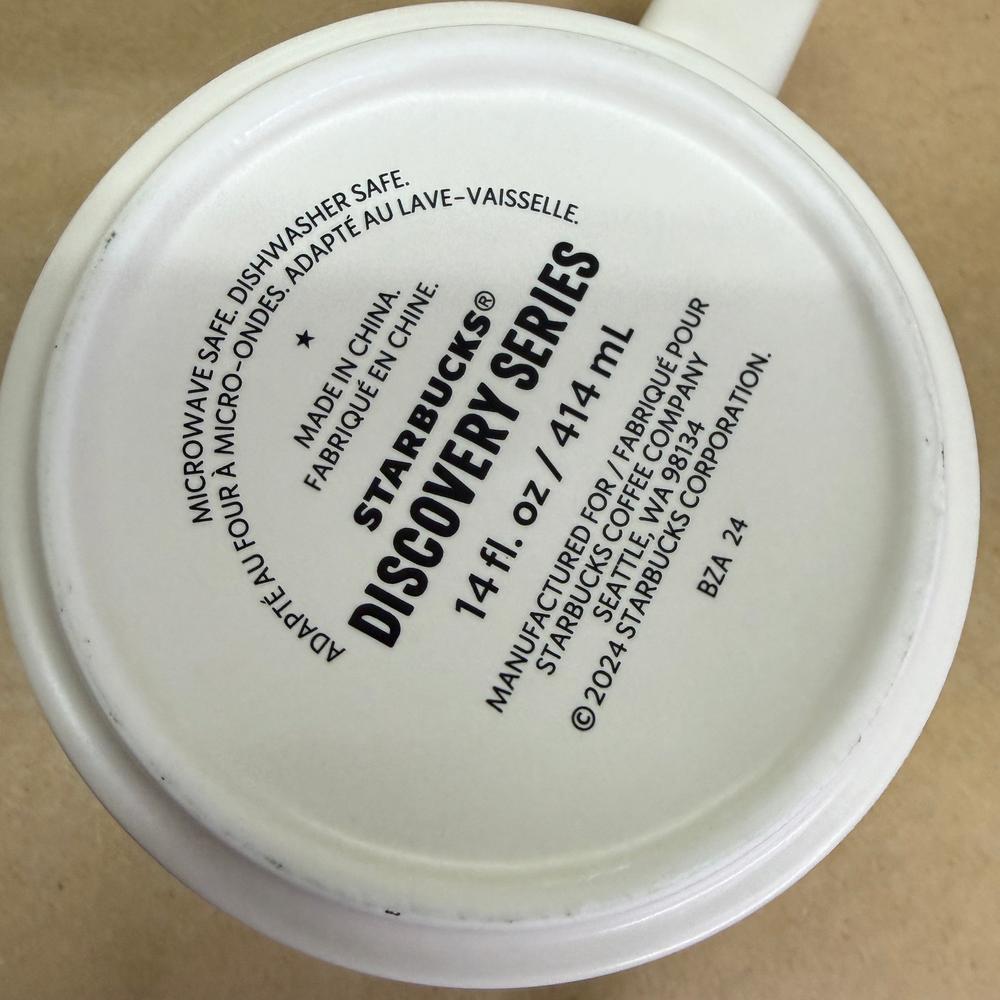 MICROWAVE SAFE. DISHWASHER SAFE.
ADAPTÉ AU FOUR À MICRO-ONDES. ADAPTÉ AU LAVE-VAISSELLE.
MADE IN CHINA.
FABRIQUÉ EN CHINE.
STARBUCKS®
DISCOVERY SERIES
14 fl. oz / 414 mL
MANUFACTURED FOR / FABRIQUÉ POUR
STARBUCKS COFFEE COMPANY
SEATTLE, WA 98134
© 2024 STARBUCKS CORPORATION.
BZA 24